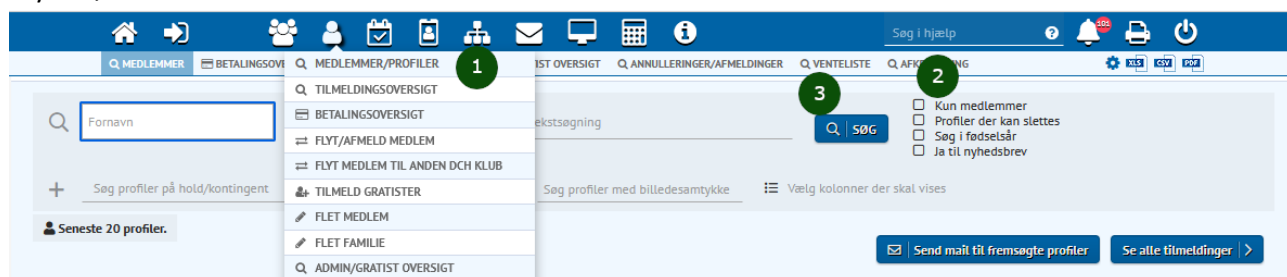 101
Søg i hjælp
MEDLEMMER BETALINGSOVE
ST OVERSIGT ANNULLERINGER/AFMELDINGER VENTELISTE NG XLS CSV PDF
MEDLEMMER/PROFILER 1
TILMELDINGSOVERSIGT
BETALINGSOVERSIGT
FLYT/AFMELD MEDLEM
FLYT MEDLEM TIL ANDEN DCH KLUB
TILMELD GRATISTER
FLET MEDLEM
FLET FAMILIE
ADMIN/GRATIST OVERSIGT
2
3
Fornavn
ekstsøgning
SØG
Kun medlemmer
Profiler der kan slettes
Søg i fødselsår
Ja til nyhedsbrev
Søg profiler på hold/kontingent
Søg profiler med billedesamtykke
Vælg kolonner der skal vises
Seneste 20 profiler.
Send mail til fremsøgte profiler
Se alle tilmeldinger